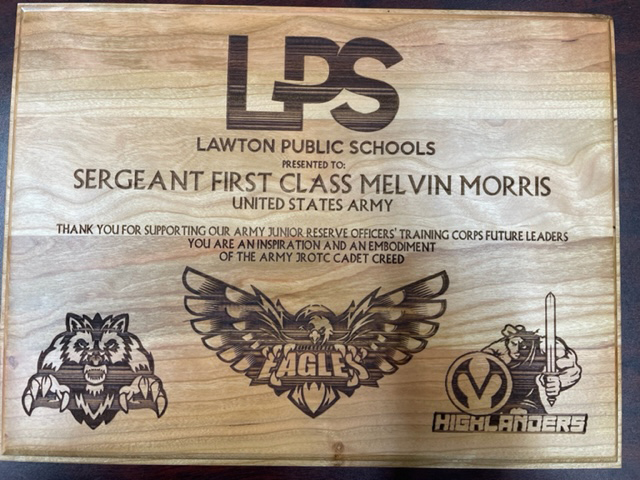 LPS
LAWTON PUBLIC SCHOOLS
PRESENTED TO:
SERGEANT FIRST CLASS MELVIN MORRIS
UNITED STATES ARMY
THANK YOU FOR SUPPORTING OUR ARMY JUNIOR RESERVE OFFICERS' TRAINING CORPS FUTURE LEADERS
YOU ARE AN INSPIRATION AND AN EMBODIMENT
OF THE ARMY JROTC CADET CREED
EAGLES
V
HIGHLANDERS